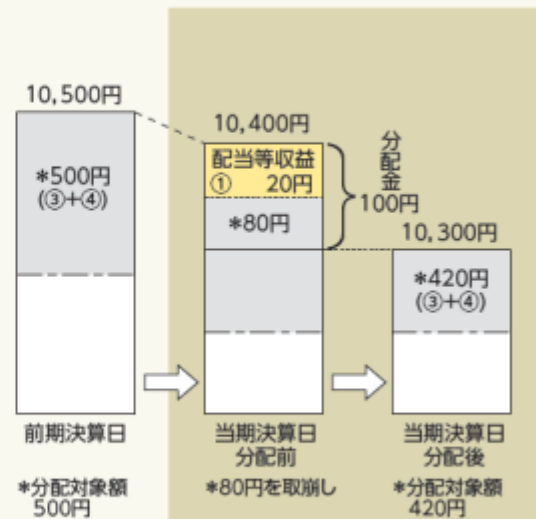 10,500円
*500円
(③+④)
前期決算日
*分配対象額
500円
10,400円
配当等収益
① 20円
*80円
分配金
100円
当期決算日
分配前
*80円を取崩し
10,300円
*420円
(③+④)
当期決算日
分配後
*分配対象額
420円